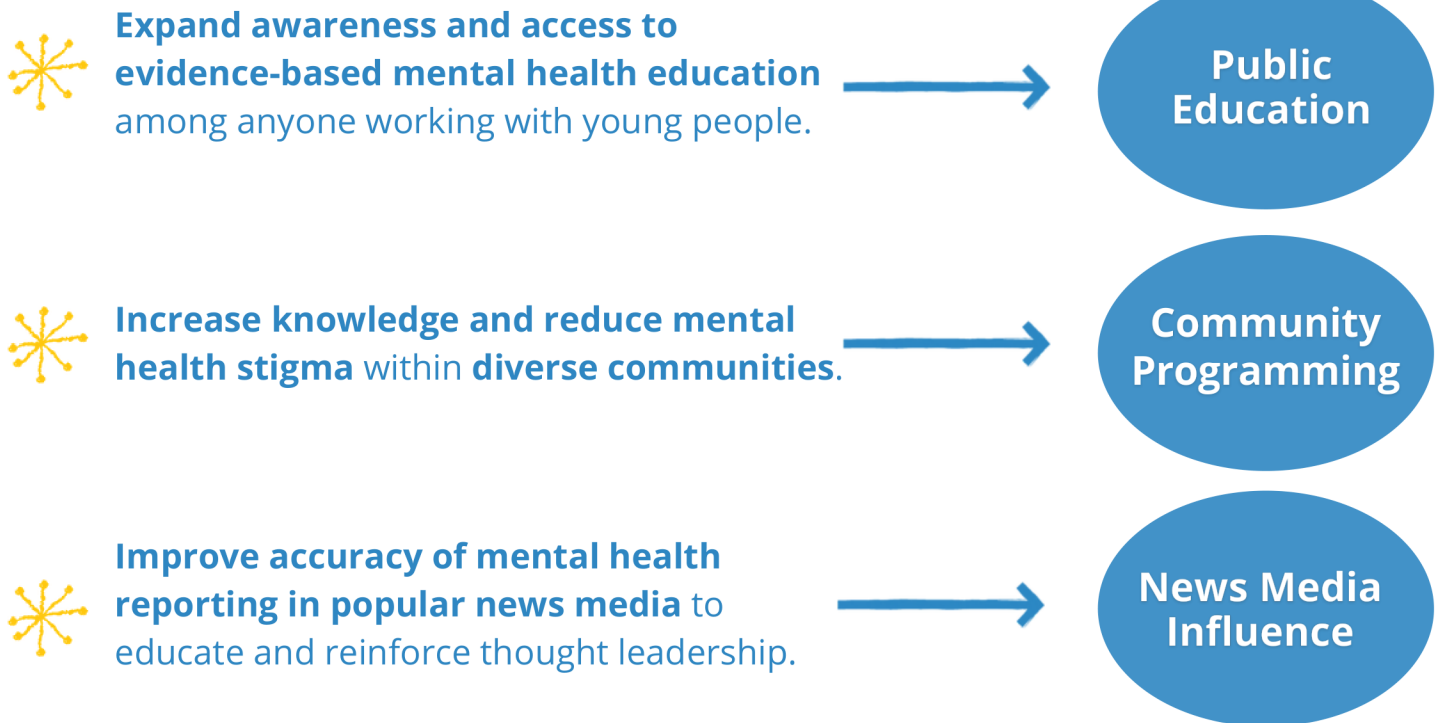 Expand awareness and access to
evidence-based mental health education
among anyone working with young people.
Public
Education
Increase knowledge and reduce mental
health stigma within diverse communities.
Community
Programming
Improve accuracy of mental health
reporting in popular news media to
educate and reinforce thought leadership.
News Media
Influence